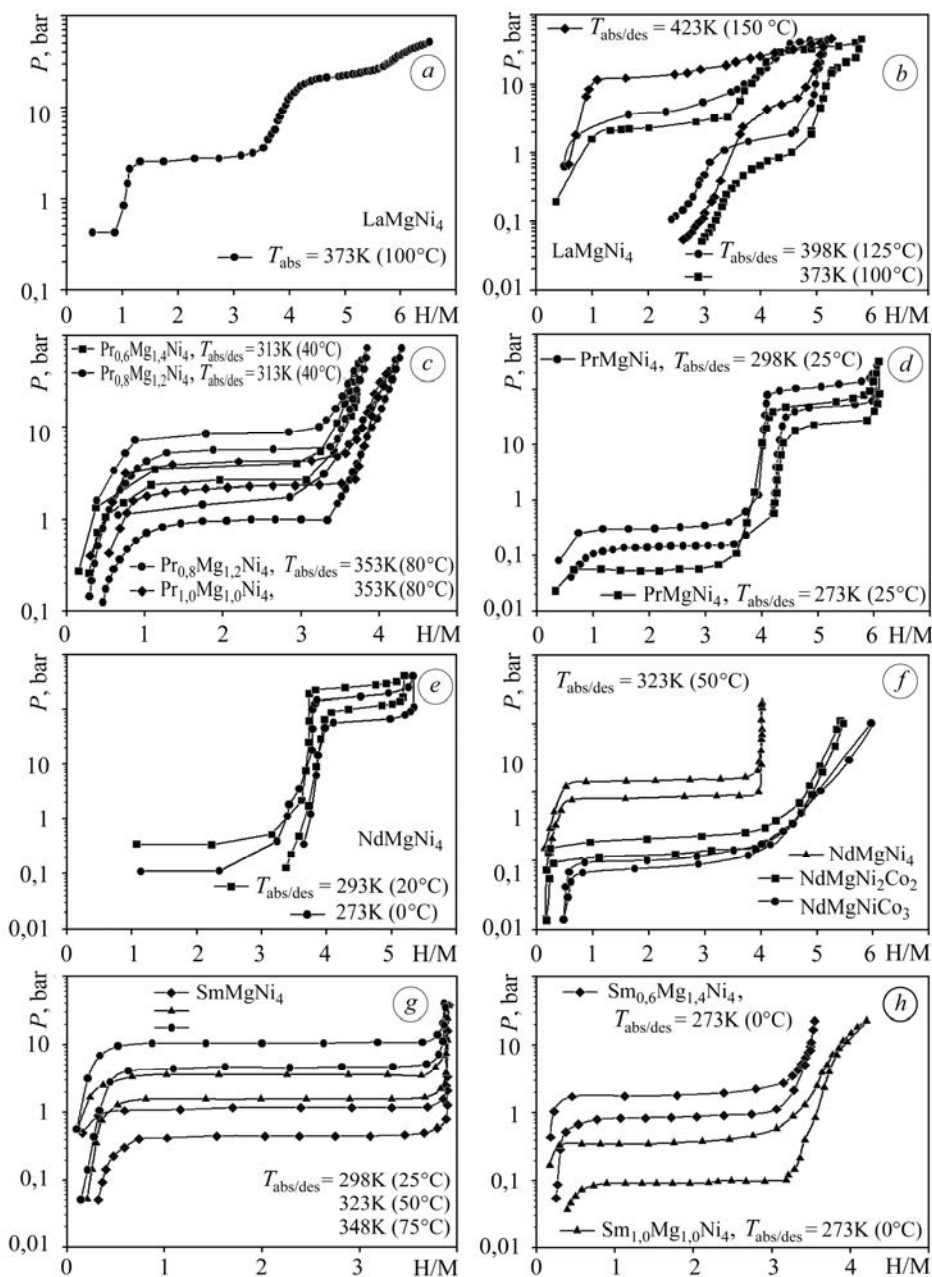 P, bar
10
1
0,1
0
1
2
3
4
5
6
H/M
a
LaMgNi4
Tabs = 373K (100°C)
P, bar
10
1
0,1
0,01
0
1
2
3
4
5
6
H/M
b
Tabs/des = 423K (150 °C)
LaMgNi4
Tabs/des = 398K (125°C)
373K (100°C)
P, bar
10
1
0,1
0
1
2
3
4
H/M
c
Pr0,6Mg1,4Ni4, Tabs/des = 313K (40°C)
Pr0,8Mg1,2Ni4, Tabs/des = 313K (40°C)
Pr0,8Mg1,2Ni4, Tabs/des = 353K (80°C)
Pr1,0Mg1,0Ni4, 353K (80°C)
P, bar
100
10
1
0,1
0,01
0
1
2
3
4
5
6
H/M
d
PrMgNi4, Tabs/des = 298K (25°C)
PrMgNi4, Tabs/des = 273K (25°C)
P, bar
100
10
1
0,1
0,01
0
1
2
3
4
5
H/M
e
NdMgNi4
Tabs/des = 293K (20°C)
273K (0°C)
P, bar
100
10
1
0,1
0,01
0
1
2
3
4
5
6
H/M
f
Tabs/des = 323K (50°C)
NdMgNi4
NdMgNi2Co2
NdMgNiCo3
P, bar
100
10
1
0,1
0,01
0
1
2
3
H/M
g
SmMgNi4
Tabs/des = 298K (25°C)
323K (50°C)
348K (75°C)
P, bar
100
10
1
0,1
0,01
0
1
2
3
4
H/M
h
Sm0,6Mg1,4Ni4,
Tabs/des = 273K (0°C)
Sm1,0Mg1,0Ni4, Tabs/des = 273K (0°C)